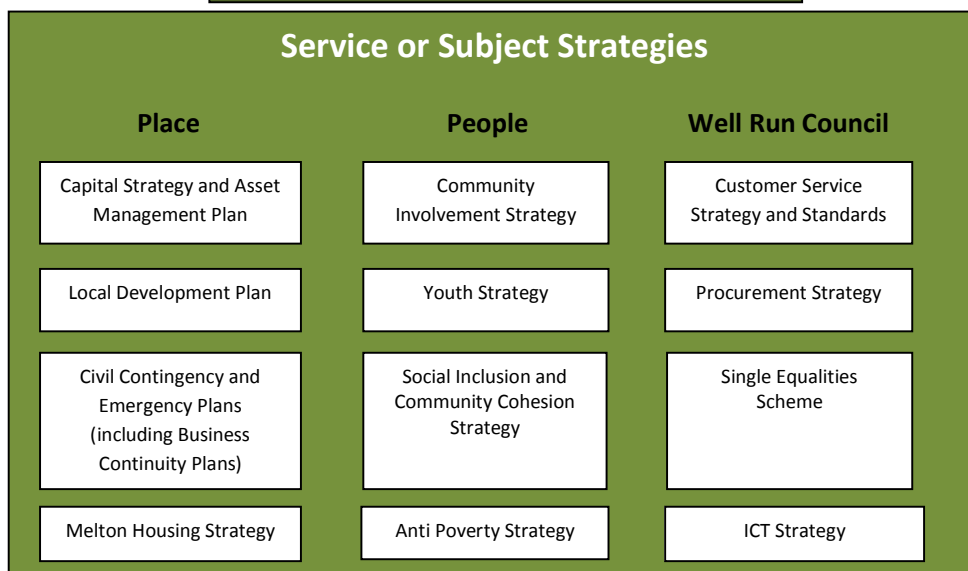 Service or Subject Strategies
Place
People
Well Run Council
Capital Strategy and Asset
Management Plan
Community
Involvement Strategy
Customer Service
Strategy and Standards
Local Development Plan
Youth Strategy
Procurement Strategy
Civil Contingency and
Emergency Plans
(including Business
Continuity Plans)
Social Inclusion and
Community Cohesion
Strategy
Single Equalities
Scheme
Melton Housing Strategy
Anti Poverty Strategy
ICT Strategy